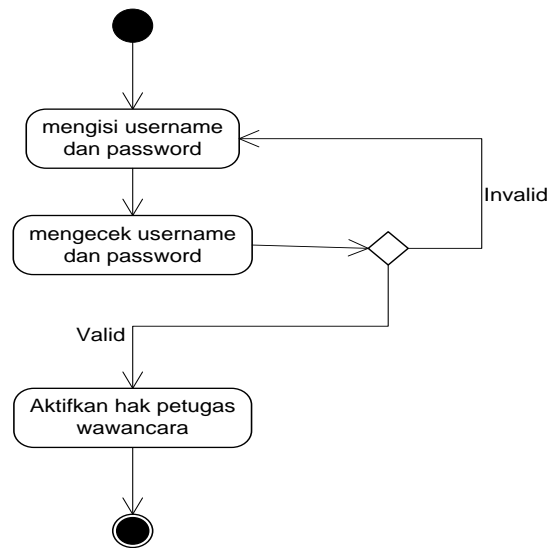 mengisi username
dan password
Invalid
mengecek username
dan password
Valid
Aktifkan hak petugas
wawancara